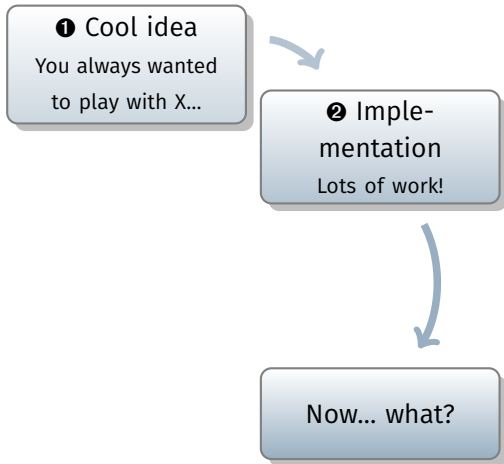 ❶ Cool idea
You always wanted
to play with X...
❷ Imple-
mentation
Lots of work!
Now... what?